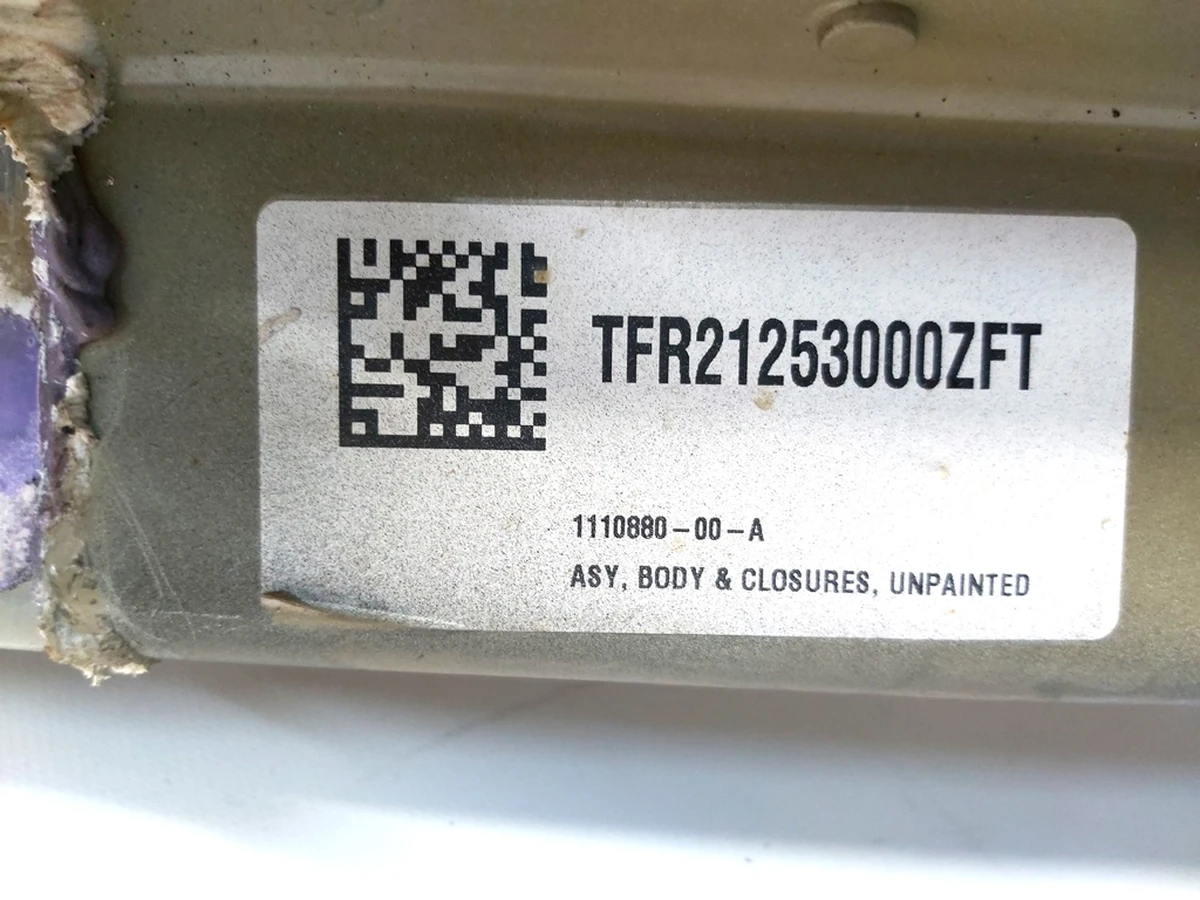 TFR21253000ZFT
1110880-00-A
ASY, BODY & CLOSURES, UNPAINTED